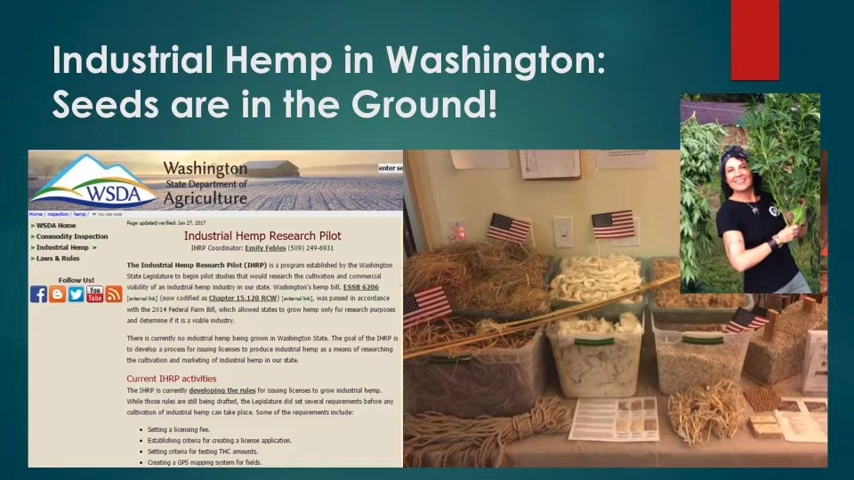 Industrial Hemp in Washington:
Seeds are in the Ground!
WSDA
Washington
State Department of
Agriculture
enter se
Home / inspection / hemp /
Page updated/verified: Jun 27, 2017
WSDA Home
Commodity Inspection
Industrial Hemp »
Laws & Rules
Follow Us!
You
Tube
Industrial Hemp Research Pilot
IHRP Coordinator: Emily Febles (509) 249-6931
The Industrial Hemp Research Pilot (IHRP) is a program established by the Washington
State Legislature to begin pilot studies that would research the cultivation and commercial
viability of an industrial hemp industry in our state. Washington's hemp bill, ESSB 6206
[external link] (now codified as Chapter 15.120 RCW) [external link], was passed in accordance
with the 2014 Federal Farm Bill, which allowed states to grow hemp only for research purposes
and determine if it is a viable industry.
There is currently no industrial hemp being grown in Washington State. The goal of the IHRP is
to develop a process for issuing licenses to produce industrial hemp as a means of researching
the cultivation and marketing of industrial hemp in our state.
Current IHRP activities
The IHRP is currently developing the rules for issuing licenses to grow industrial hemp.
While those rules are still being drafted, the Legislature did set several requirements before any
cultivation of industrial hemp can take place. Some of the requirements include:
• Setting a licensing fee.
• Establishing criteria for creating a license application.
• Setting criteria for testing THC amounts.
• Creating a GPS mapping system for fields.